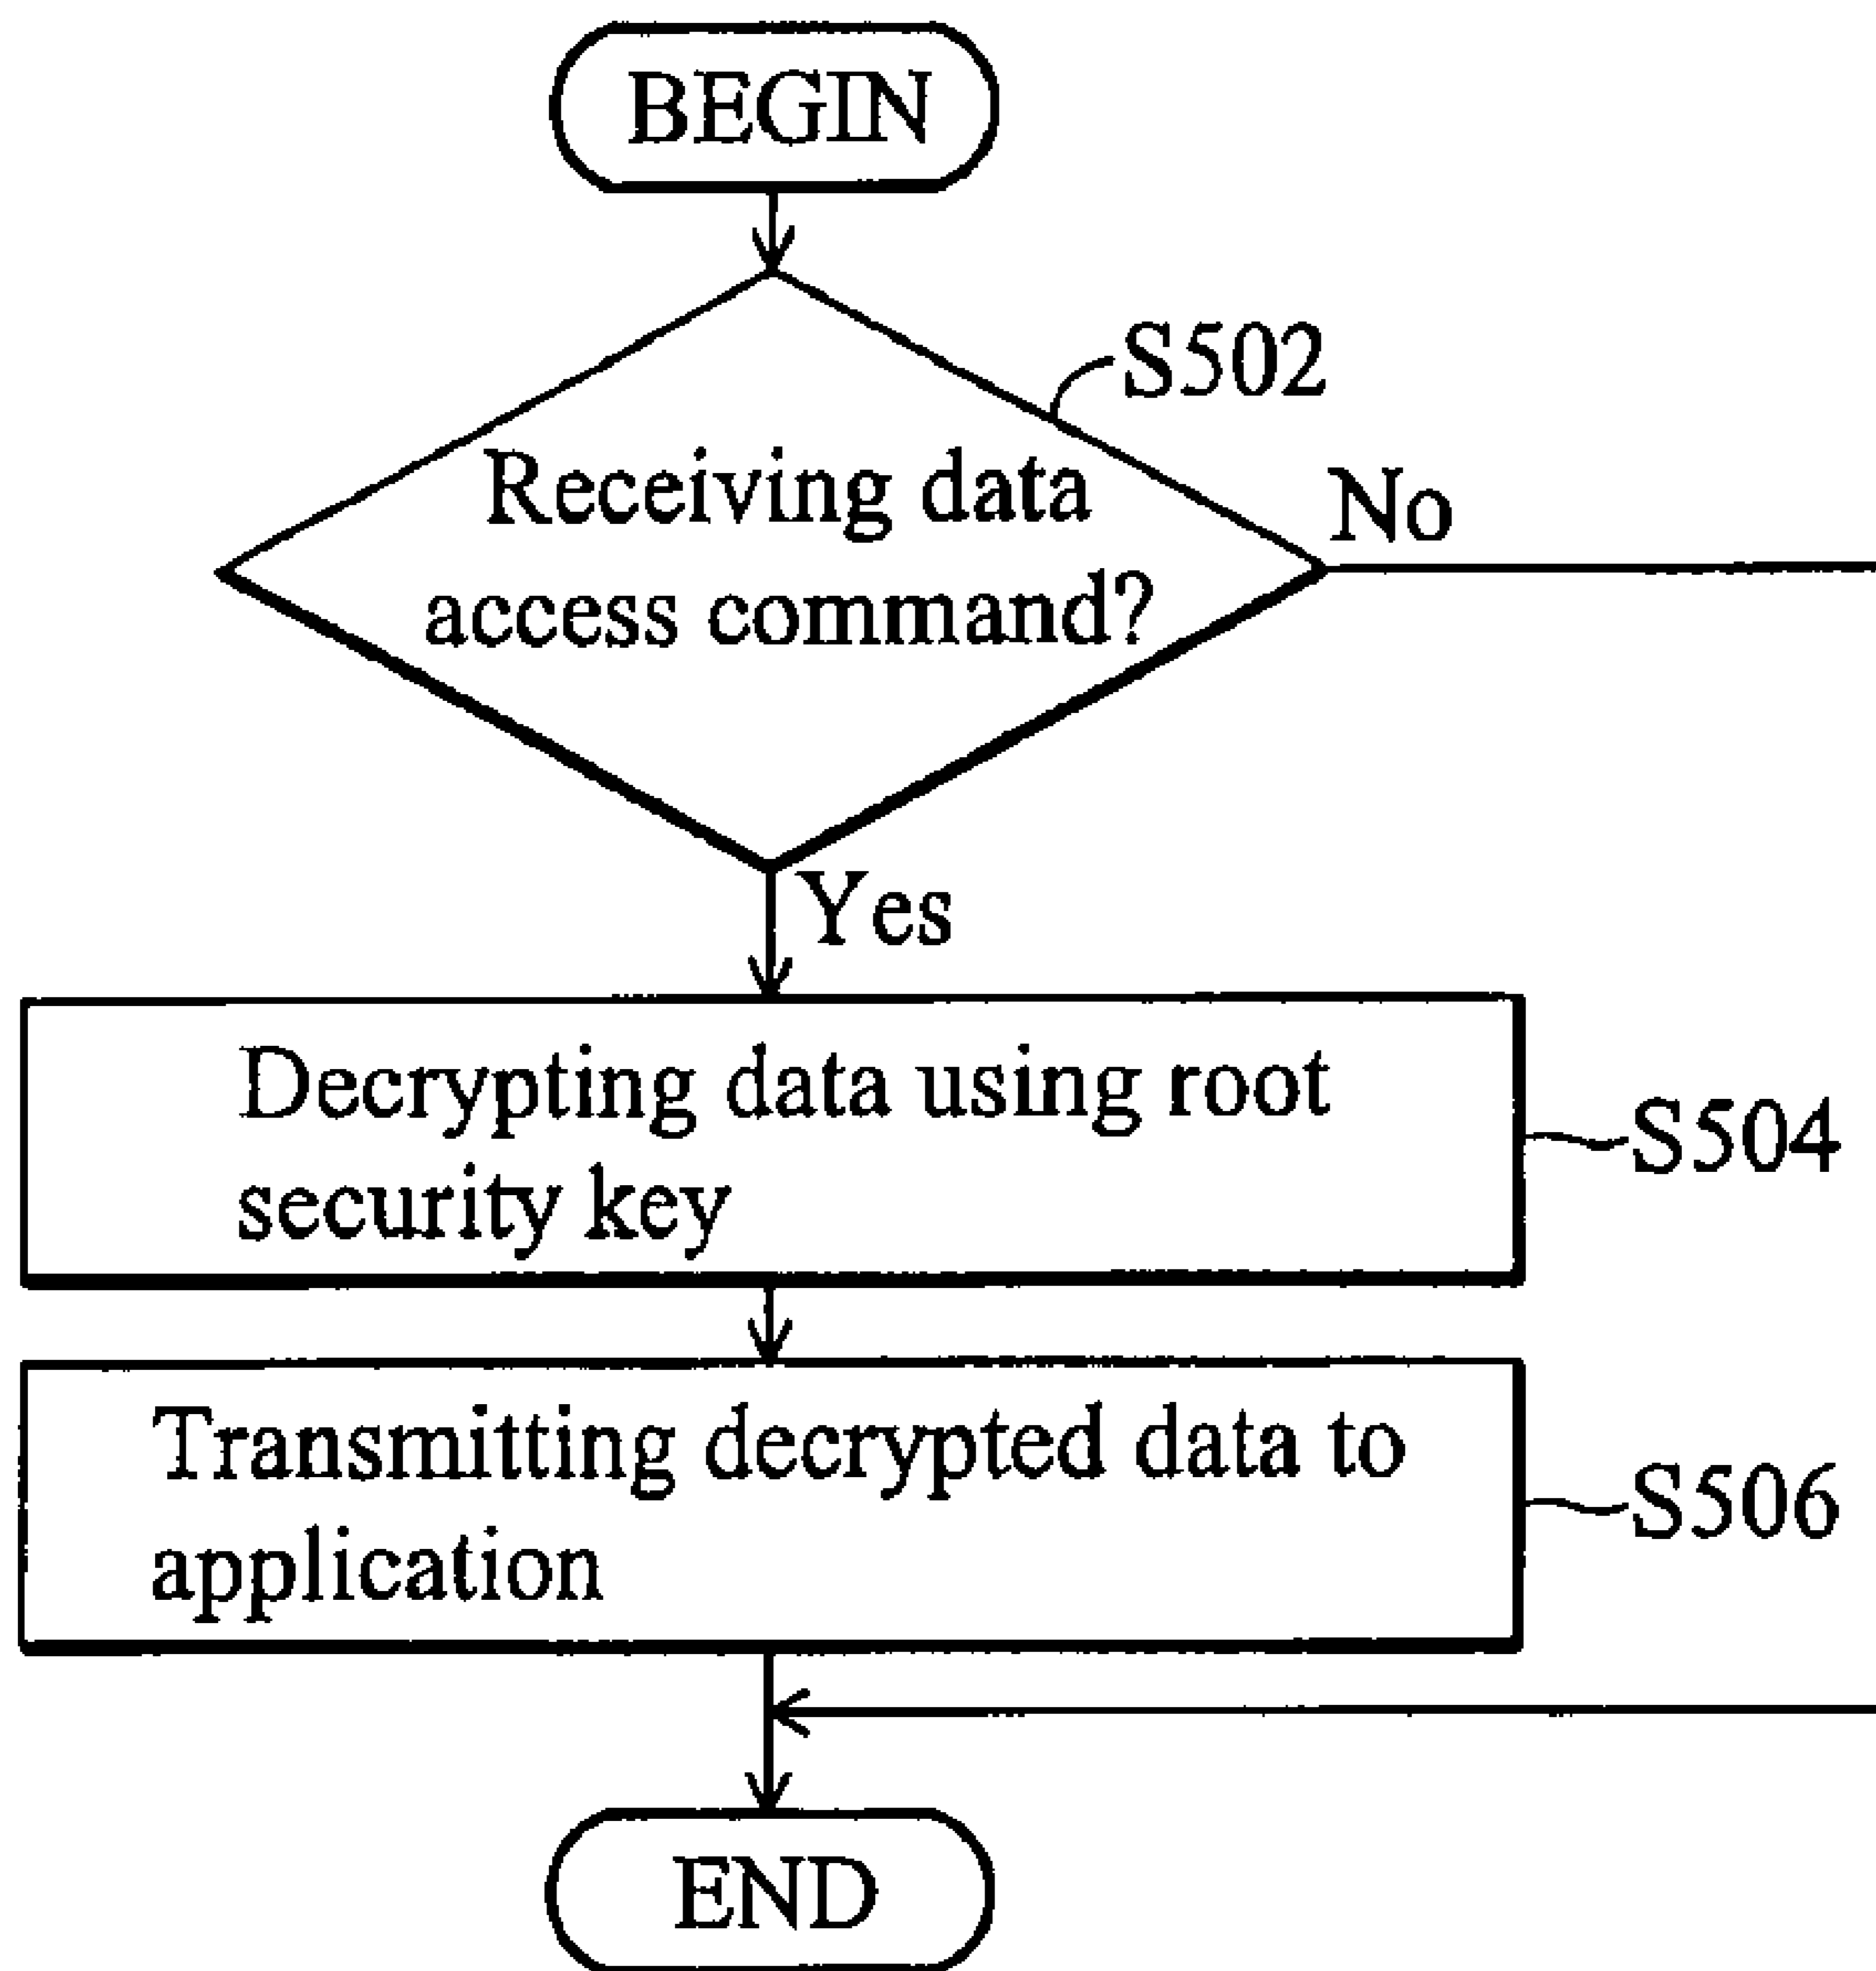 BEGIN
S502
Receiving data
access command?
No
Yes
Decrypting data using root
security key
S504
Transmitting decrypted data to
application
S506
END